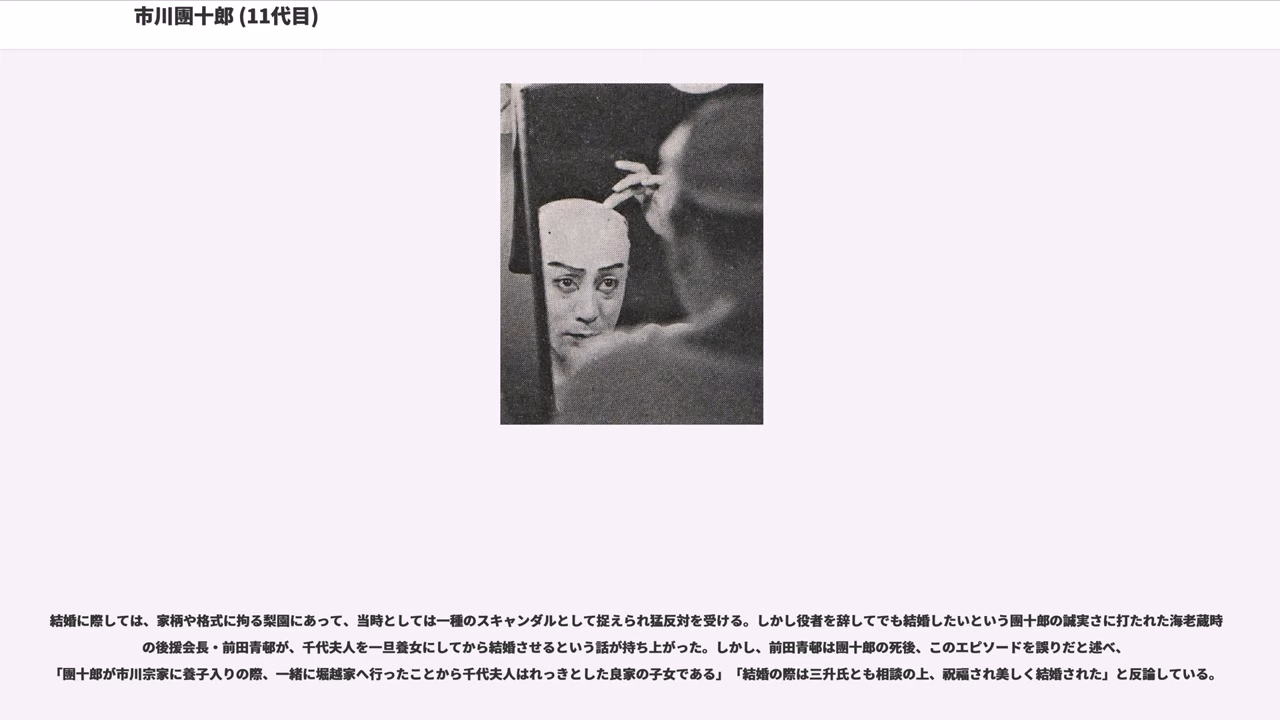 市川團十郎 (11代目)
結婚に際しては、家柄や格式に拘る梨園にあって、当時としては一種のスキャンダルとして捉えられ猛反対を受ける。しかし役者を辞してでも結婚したいという團十郎の誠実さに打たれた海老蔵時
の後援会長・前田青邨が、千代夫人を一旦養女にしてから結婚させるという話が持ち上がった。しかし、前田青邨は團十郎の死後、このエピソードを誤りだと述べ、
「團十郎が市川宗家に養子入りの際、一緒に堀越家へ行ったことから千代夫人はれっきとした良家の子女である」「結婚の際は三升氏とも相談の上、祝福され美しく結婚された」と反論している。